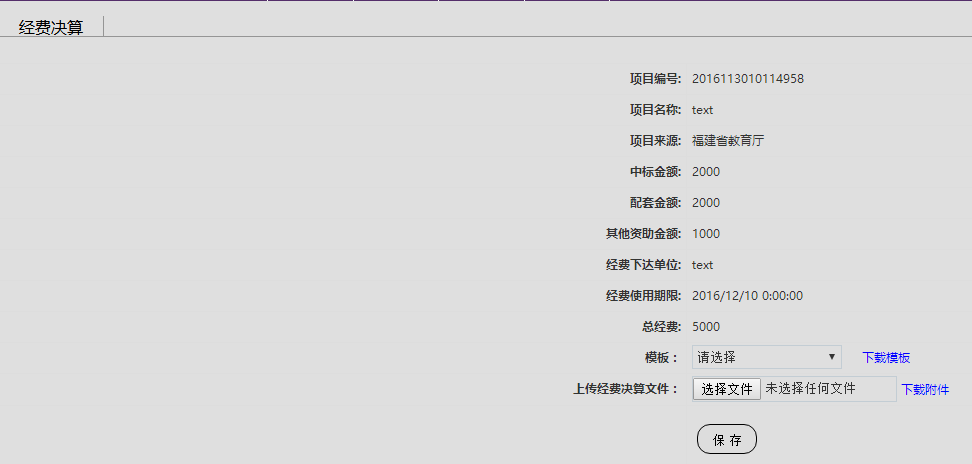 经费决算
项目编号: 2016113010114958
项目名称: text
项目来源: 福建省教育厅
中标金额: 2000
配套金额: 2000
其他资助金额: 1000
经费下达单位: text
经费使用期限: 2016/12/10 0:00:00
总经费: 5000
模板： 请选择 下载模板
上传经费决算文件： 选择文件 未选择任何文件 下载附件
保 存